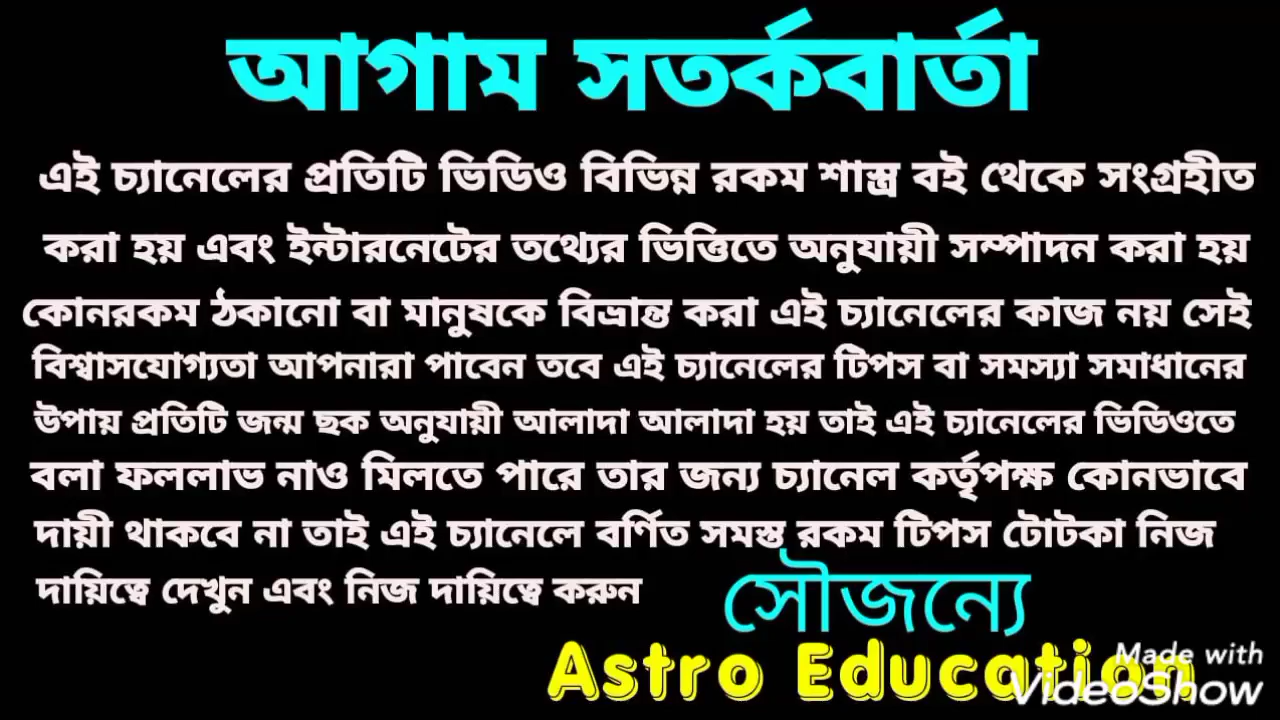 আগাম সতর্কবার্তা
এই চ্যানেলের প্রতিটি ভিডিও বিভিন্ন রকম শাস্ত্র বই থেকে সংগ্রহীত
করা হয় এবং ইন্টারনেটের তথ্যের ভিত্তিতে অনুযায়ী সম্পাদন করা হয়
কোনরকম ঠকানো বা মানুষকে বিভ্রান্ত করা এই চ্যানেলের কাজ নয় সেই
বিশ্বাসযোগ্যতা আপনারা পাবেন তবে এই চ্যানেলের টিপস বা সমস্যা সমাধানের
উপায় প্রতিটি জন্ম ছক অনুযায়ী আলাদা আলাদা হয় তাই এই চ্যানেলের ভিডিওতে
বলা ফললাভ নাও মিলতে পারে তার জন্য চ্যানেল কর্তৃপক্ষ কোনভাবে
দায়ী থাকবে না তাই এই চ্যানেলে বর্ণিত সমস্ত রকম টিপস টোটকা নিজ
দায়িত্বে দেখুন এবং নিজ দায়িত্বে করুন
সৌজন্যে
Astro Education
Made with
VideoShow